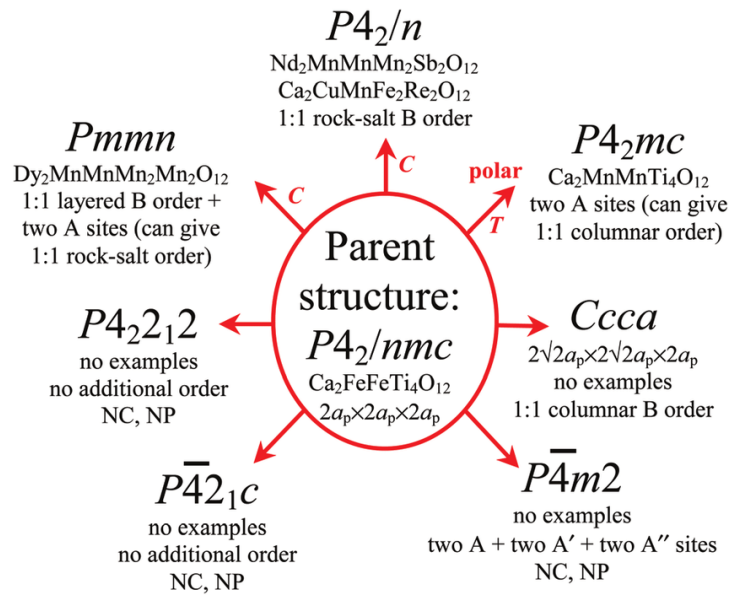 P4₂/n
Nd₂MnMnMn₂Sb₂O₁₂
Ca₂CuMnFe₂Re₂O₁₂
1:1 rock-salt B order
Pmmn
Dy₂MnMnMn₂Mn₂O₁₂
1:1 layered B order +
two A sites (can give
1:1 rock-salt order)
C
C
polar
T
P4₂mc
Ca₂MnMnTi₄O₁₂
two A sites (can give
1:1 columnar order)
Parent
structure:
P4₂/nmc
Ca₂FeFeTi₄O₁₂
2aₚ×2aₚ×2aₚ
P4₂2₁2
no examples
no additional order
NC, NP
Ccca
2√2aₚ×2√2aₚ×2aₚ
no examples
1:1 columnar B order
P4̅2₁c
no examples
no additional order
NC, NP
P4̅m2
no examples
two A + two A′ + two A″ sites
NC, NP